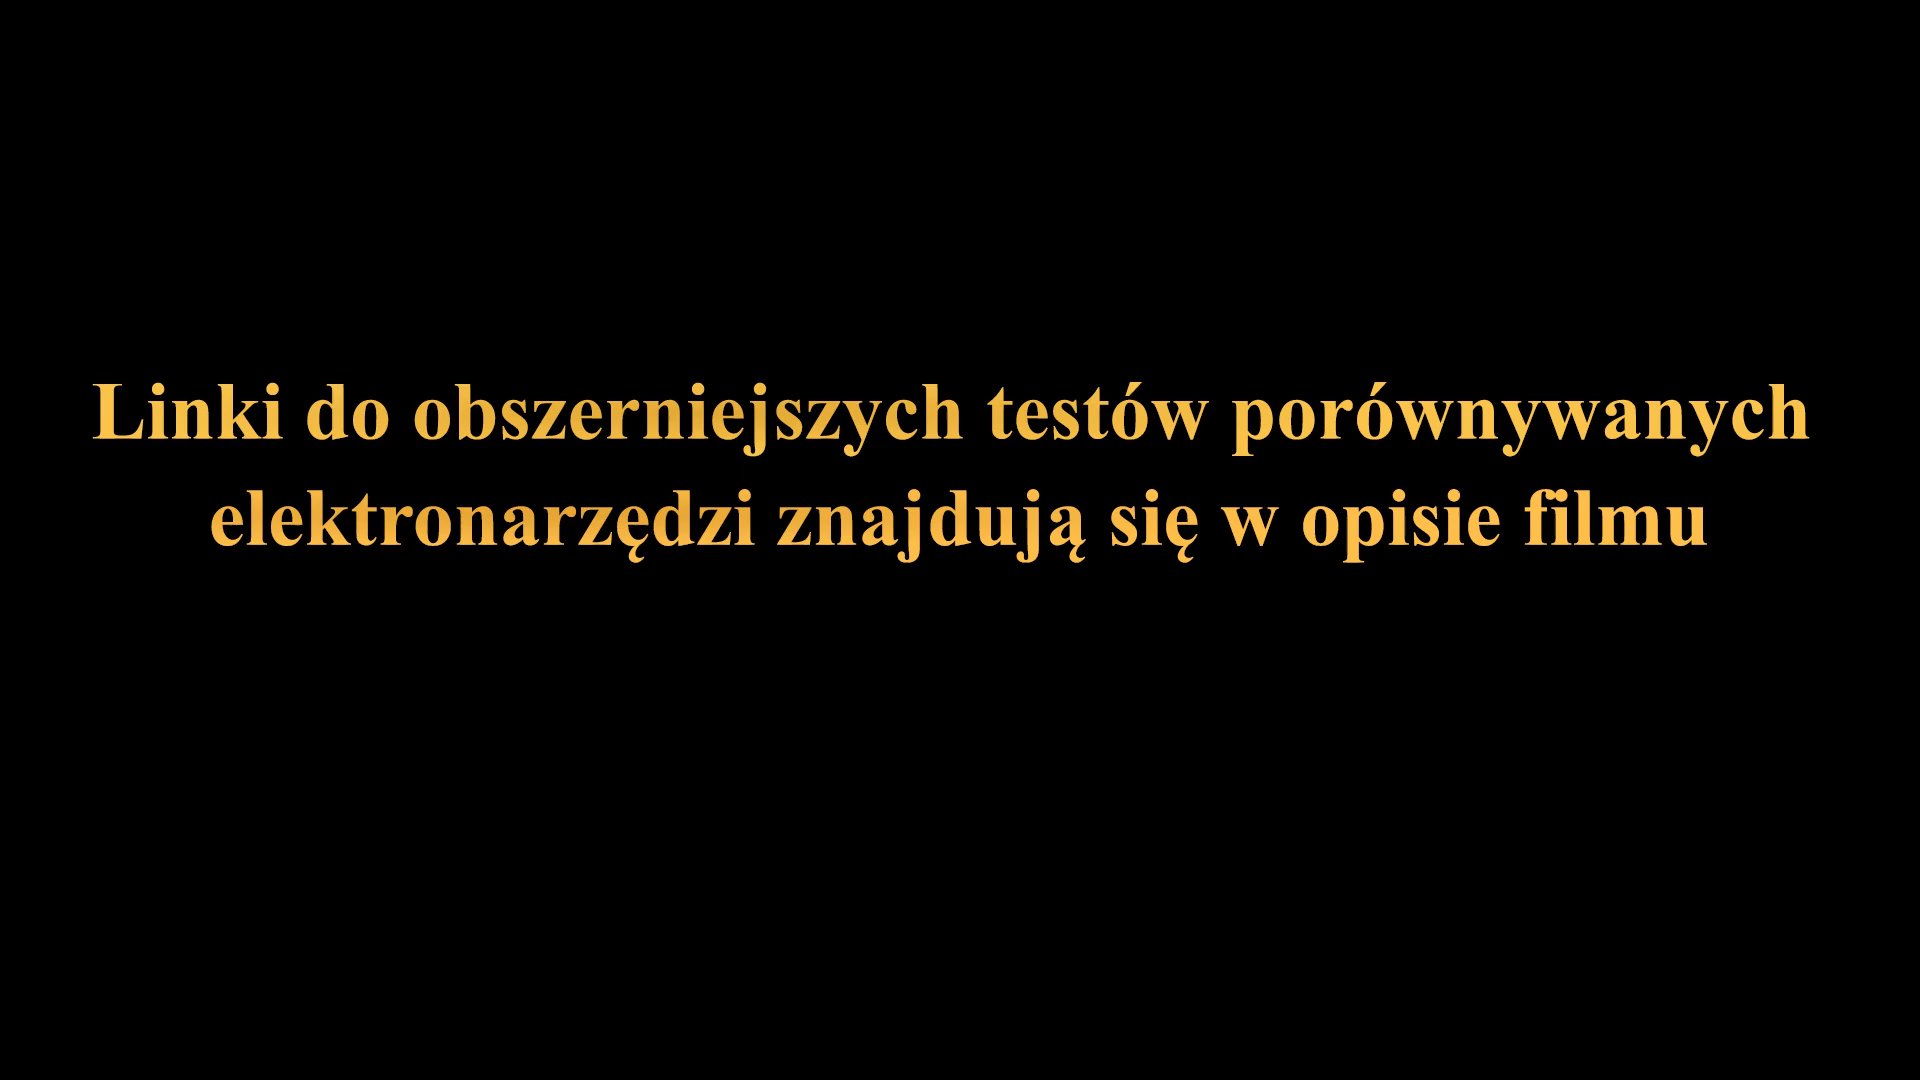 Linki do obszerniejszych testów porównywanych
elektronarzędzi znajdują się w opisie filmu